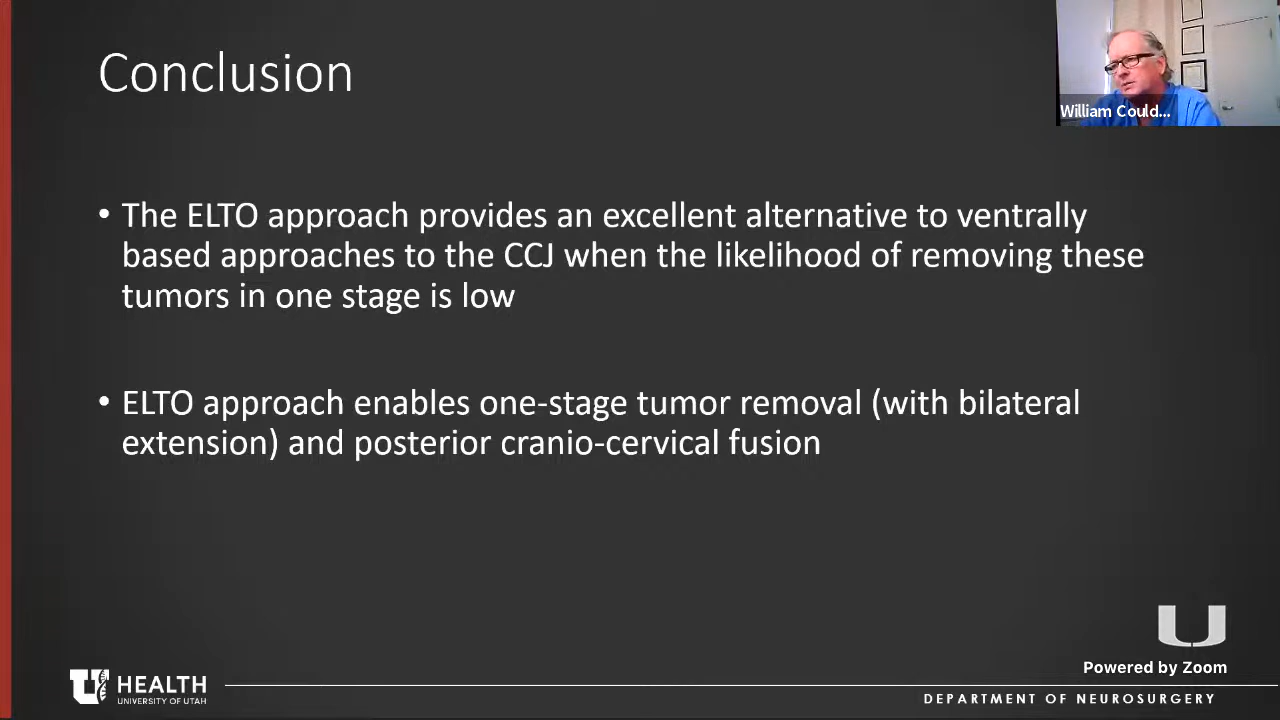 Conclusion
William Could...
• The ELTO approach provides an excellent alternative to ventrally
based approaches to the CCJ when the likelihood of removing these
tumors in one stage is low
• ELTO approach enables one-stage tumor removal (with bilateral
extension) and posterior cranio-cervical fusion
U
Powered by Zoom
U HEALTH
UNIVERSITY OF UTAH
DEPARTMENT OF NEUROSURGERY